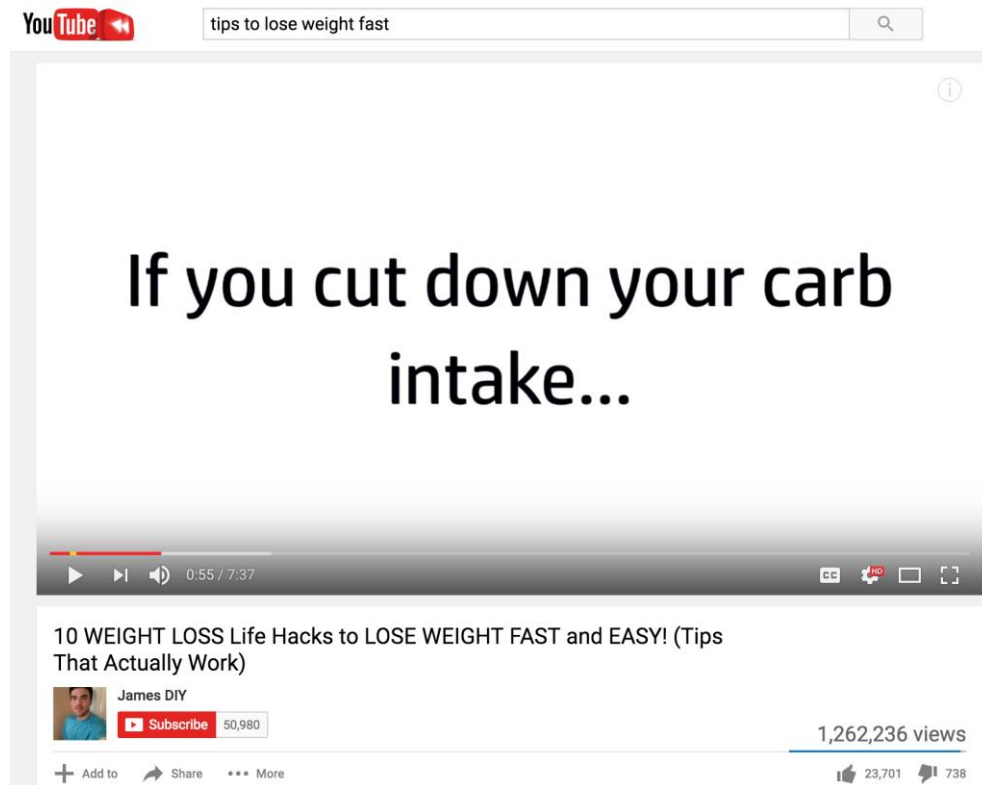 YouTube
tips to lose weight fast
i
If you cut down your carb
intake...
0:55 / 7:37
CC
HD
10 WEIGHT LOSS Life Hacks to LOSE WEIGHT FAST and EASY! (Tips
That Actually Work)
James DIY
Subscribe 50,980
1,262,236 views
Add to Share More
23,701 738